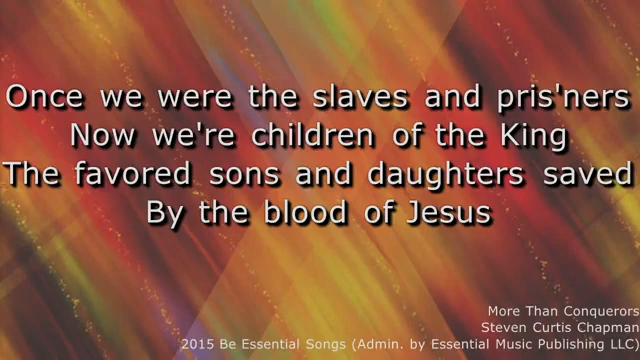 Once we were the slaves and pris'ners
Now we're children of the King
The favored sons and daughters saved
By the blood of Jesus
More Than Conquerors
Steven Curtis Chapman
2015 Be Essential Songs (Admin. by Essential Music Publishing LLC)